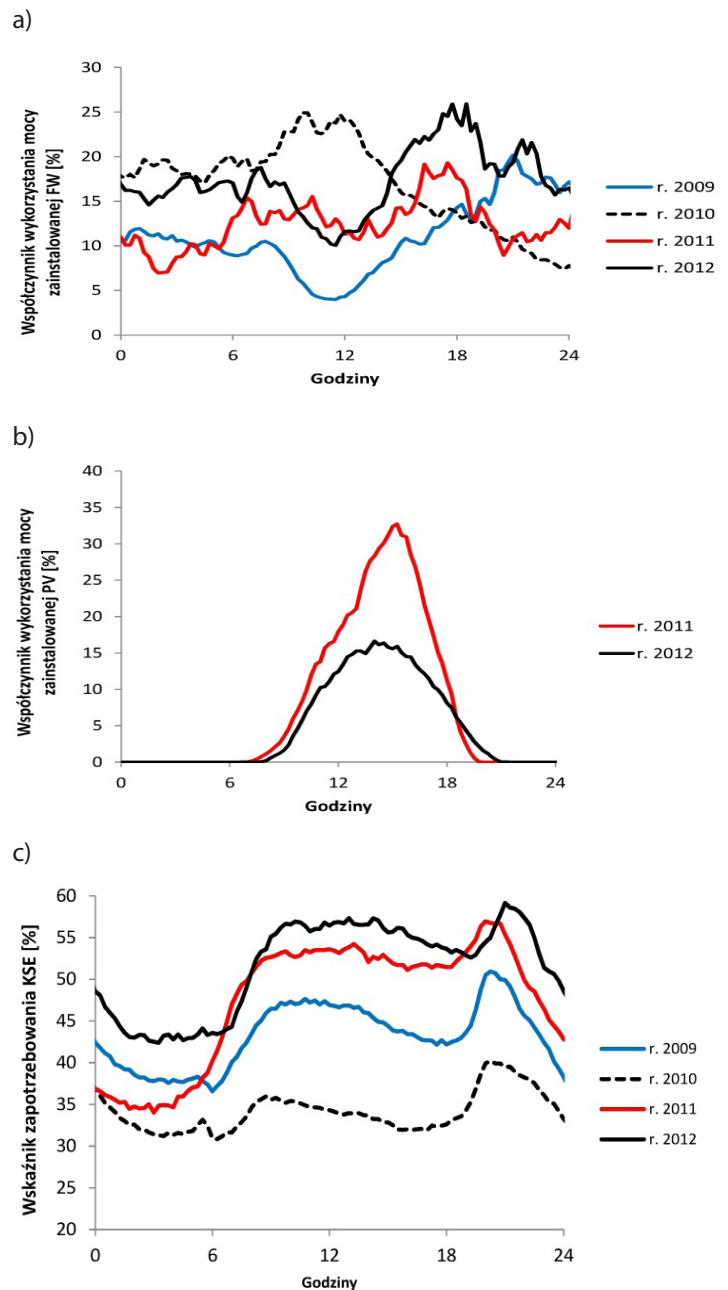 a)
Współczynnik wykorzystania mocy
zainstalowanej FW [%]
30
25
20
15
10
5
0
0 6 12 18 24
Godziny
r. 2009
r. 2010
r. 2011
r. 2012
b)
Współczynnik wykorzystania mocy
zainstalowanej PV [%]
40
35
30
25
20
15
10
5
0
0 6 12 18 24
Godziny
r. 2011
r. 2012
c)
Wskaźnik zapotrzebowania KSE [%]
60
55
50
45
40
35
30
25
20
0 6 12 18 24
Godziny
r. 2009
r. 2010
r. 2011
r. 2012